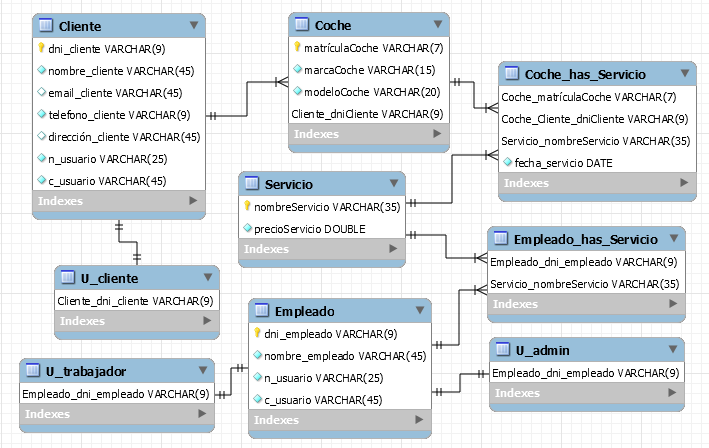 Cliente
dni_cliente VARCHAR(9)
nombre_cliente VARCHAR(45)
email_cliente VARCHAR(45)
telefono_cliente VARCHAR(9)
dirección_cliente VARCHAR(45)
n_usuario VARCHAR(25)
c_usuario VARCHAR(45)
Indexes
Coche
matrículaCoche VARCHAR(7)
marcaCoche VARCHAR(15)
modeloCoche VARCHAR(20)
Cliente_dniCliente VARCHAR(9)
Indexes
Coche_has_Servicio
Coche_matrículaCoche VARCHAR(7)
Coche_Cliente_dniCliente VARCHAR(9)
Servicio_nombreServicio VARCHAR(35)
fecha_servicio DATE
Indexes
Servicio
nombreServicio VARCHAR(35)
precioServicio DOUBLE
Indexes
Empleado_has_Servicio
Empleado_dni_empleado VARCHAR(9)
Servicio_nombreServicio VARCHAR(35)
Indexes
U_cliente
Cliente_dni_cliente VARCHAR(9)
Indexes
Empleado
dni_empleado VARCHAR(9)
nombre_empleado VARCHAR(45)
n_usuario VARCHAR(25)
c_usuario VARCHAR(45)
Indexes
U_admin
Empleado_dni_empleado VARCHAR(9)
Indexes
U_trabajador
Empleado_dni_empleado VARCHAR(9)
Indexes